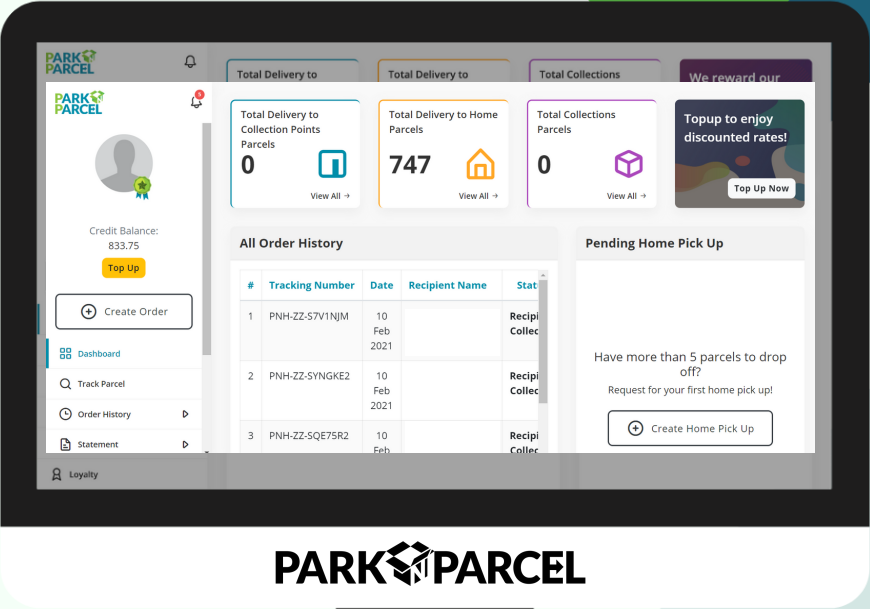 PARK
PARCEL
Total Delivery to
Total Delivery to
Total Collections
We reward our
PARK
PARCEL
5
Credit Balance:
833.75
Top Up
Create Order
Dashboard
Track Parcel
Order History
Statement
Loyalty
Total Delivery to
Collection Points
Parcels
0
View All →
Total Delivery to Home
Parcels
747
View All →
Total Collections
Parcels
0
View All →
Topup to enjoy
discounted rates!
Top Up Now
All Order History
# Tracking Number Date Recipient Name Stat
1 PNH-ZZ-S7V1NJM 10 Feb 2021 Recipi Collec
2 PNH-ZZ-SYNGKE2 10 Feb 2021 Recipi Collec
3 PNH-ZZ-SQE75R2 10 Feb Recipi Collec
Pending Home Pick Up
Have more than 5 parcels to drop
off?
Request for your first home pick up!
Create Home Pick Up
PARK PARCEL